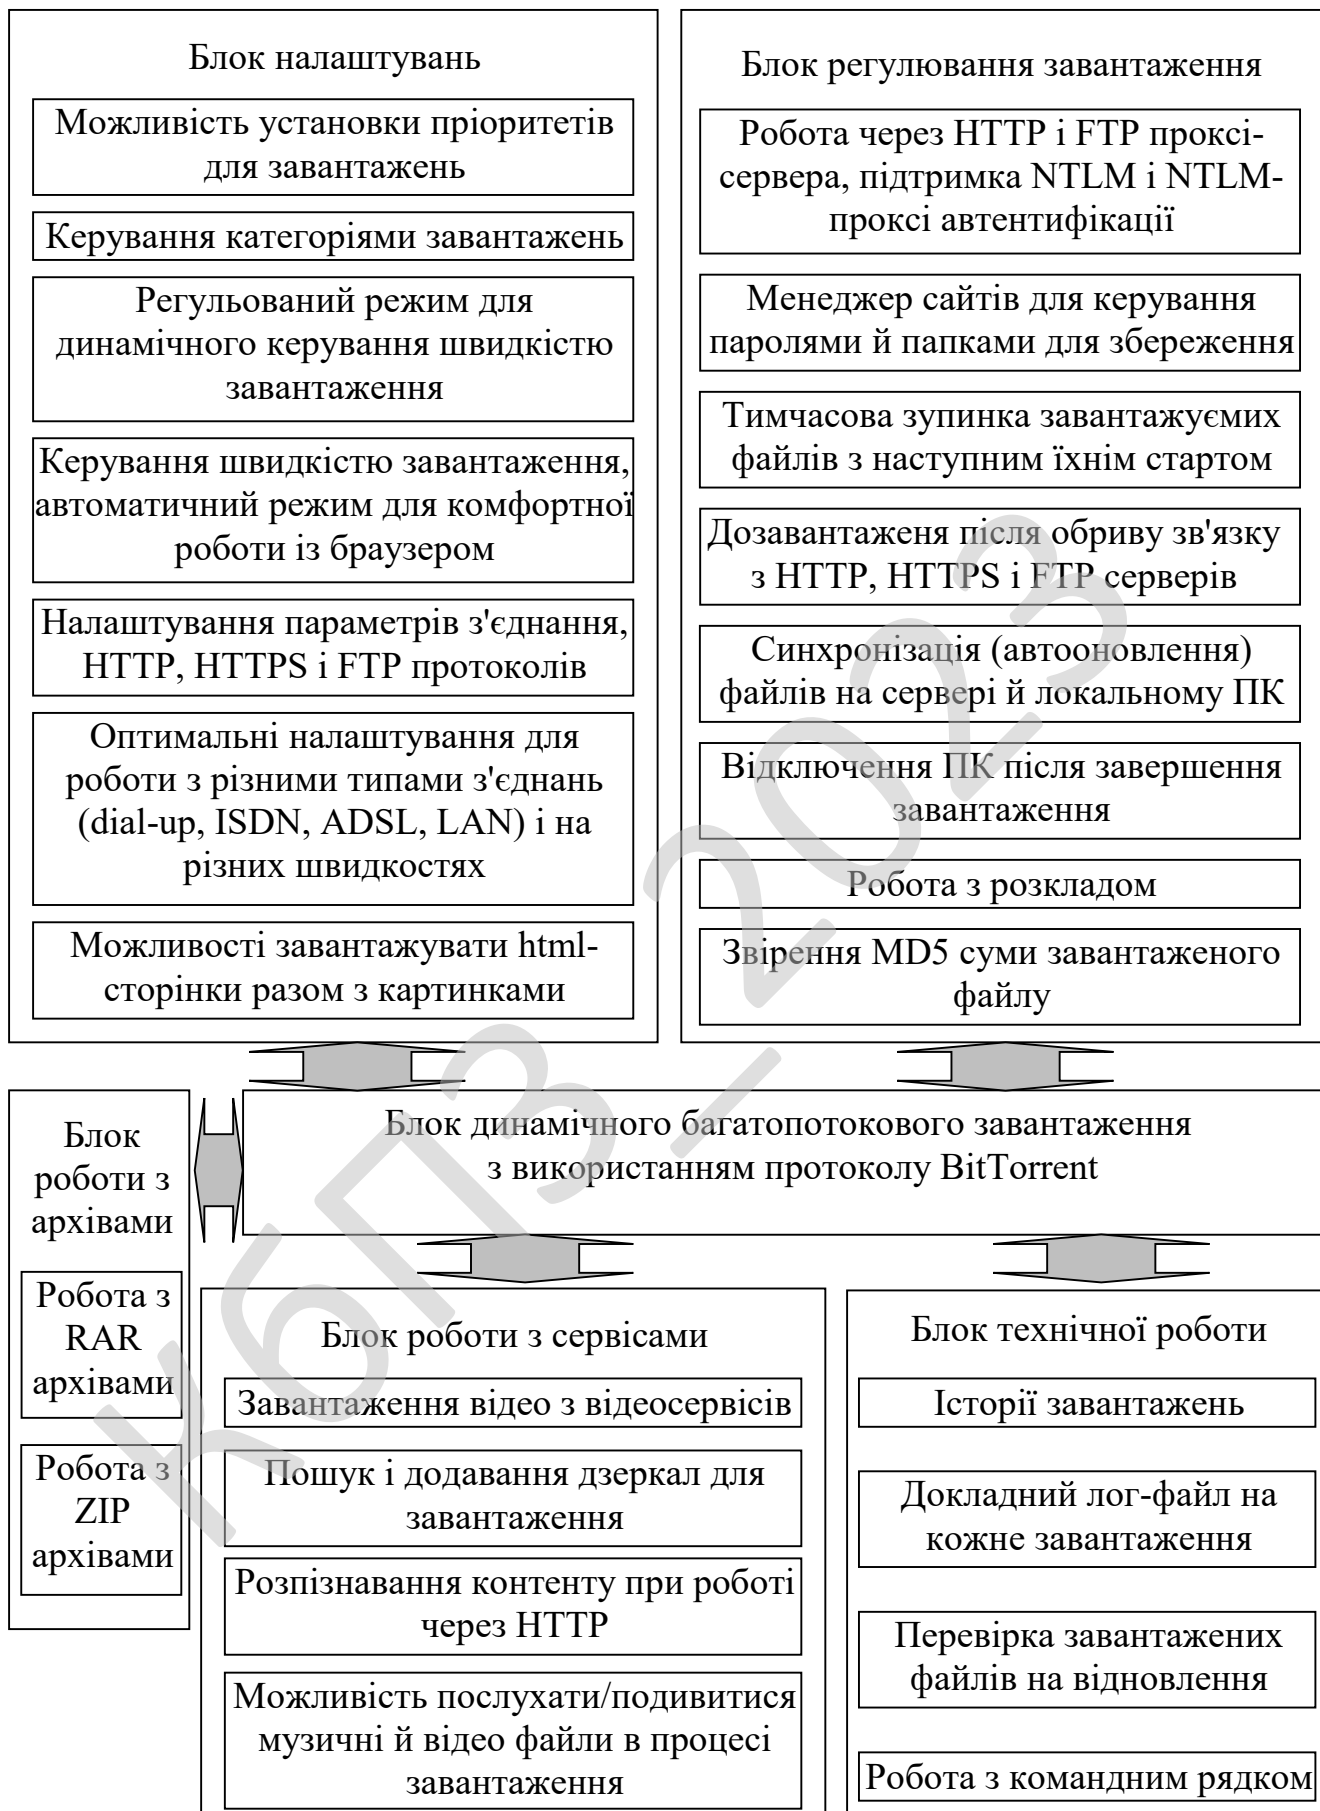 Блок налаштувань
Можливість установки пріоритетів
для завантажень
Керування категоріями завантажень
Регульований режим для
динамічного керування швидкістю
завантаження
Керування швидкістю завантаження,
автоматичний режим для комфортної
роботи із браузером
Налаштування параметрів з'єднання,
HTTP, HTTPS і FTP протоколів
Оптимальні налаштування для
роботи з різними типами з'єднань
(dial-up, ISDN, ADSL, LAN) і на
різних швидкостях
Можливості завантажувати html-
сторінки разом з картинками
Блок регулювання завантаження
Робота через HTTP і FTP проксі-
сервера, підтримка NTLM і NTLM-
проксі автентифікації
Менеджер сайтів для керування
паролями й папками для збереження
Тимчасова зупинка завантажуємих
файлів з наступним їхнім стартом
Дозавантаженя після обриву зв'язку
з HTTP, HTTPS і FTP серверів
Синхронізація (автооновлення)
файлів на сервері й локальному ПК
Відключення ПК після завершення
завантаження
Робота з розкладом
Звірення MD5 суми завантаженого
файлу
Блок
роботи з
архівами
Робота з
RAR
архівами
Робота з
ZIP
архівами
Блок динамічного багатопотокового завантаження
з використанням протоколу BitTorrent
Блок роботи з сервісами
Завантаження відео з відеосервісів
Пошук і додавання дзеркал для
завантаження
Розпізнавання контенту при роботі
через HTTP
Можливість послухати/подивитися
музичні й відео файли в процесі
завантаження
Блок технічної роботи
Історії завантажень
Докладний лог-файл на
кожне завантаження
Перевірка завантажених
файлів на відновлення
Робота з командним рядком
КбПЗ_2023